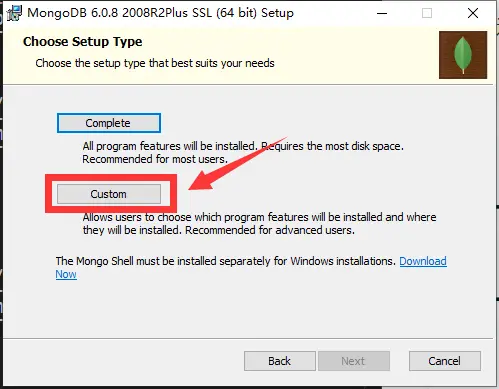 MongoDB 6.0.8 2008R2Plus SSL (64 bit) Setup
Choose Setup Type
Choose the setup type that best suits your needs
Complete
All program features will be installed. Requires the most disk space.
Recommended for most users.
Custom
Allows users to choose which program features will be installed and where
they will be installed. Recommended for advanced users.
The Mongo Shell must be installed separately for Windows installations. Download
Now
Back Next Cancel